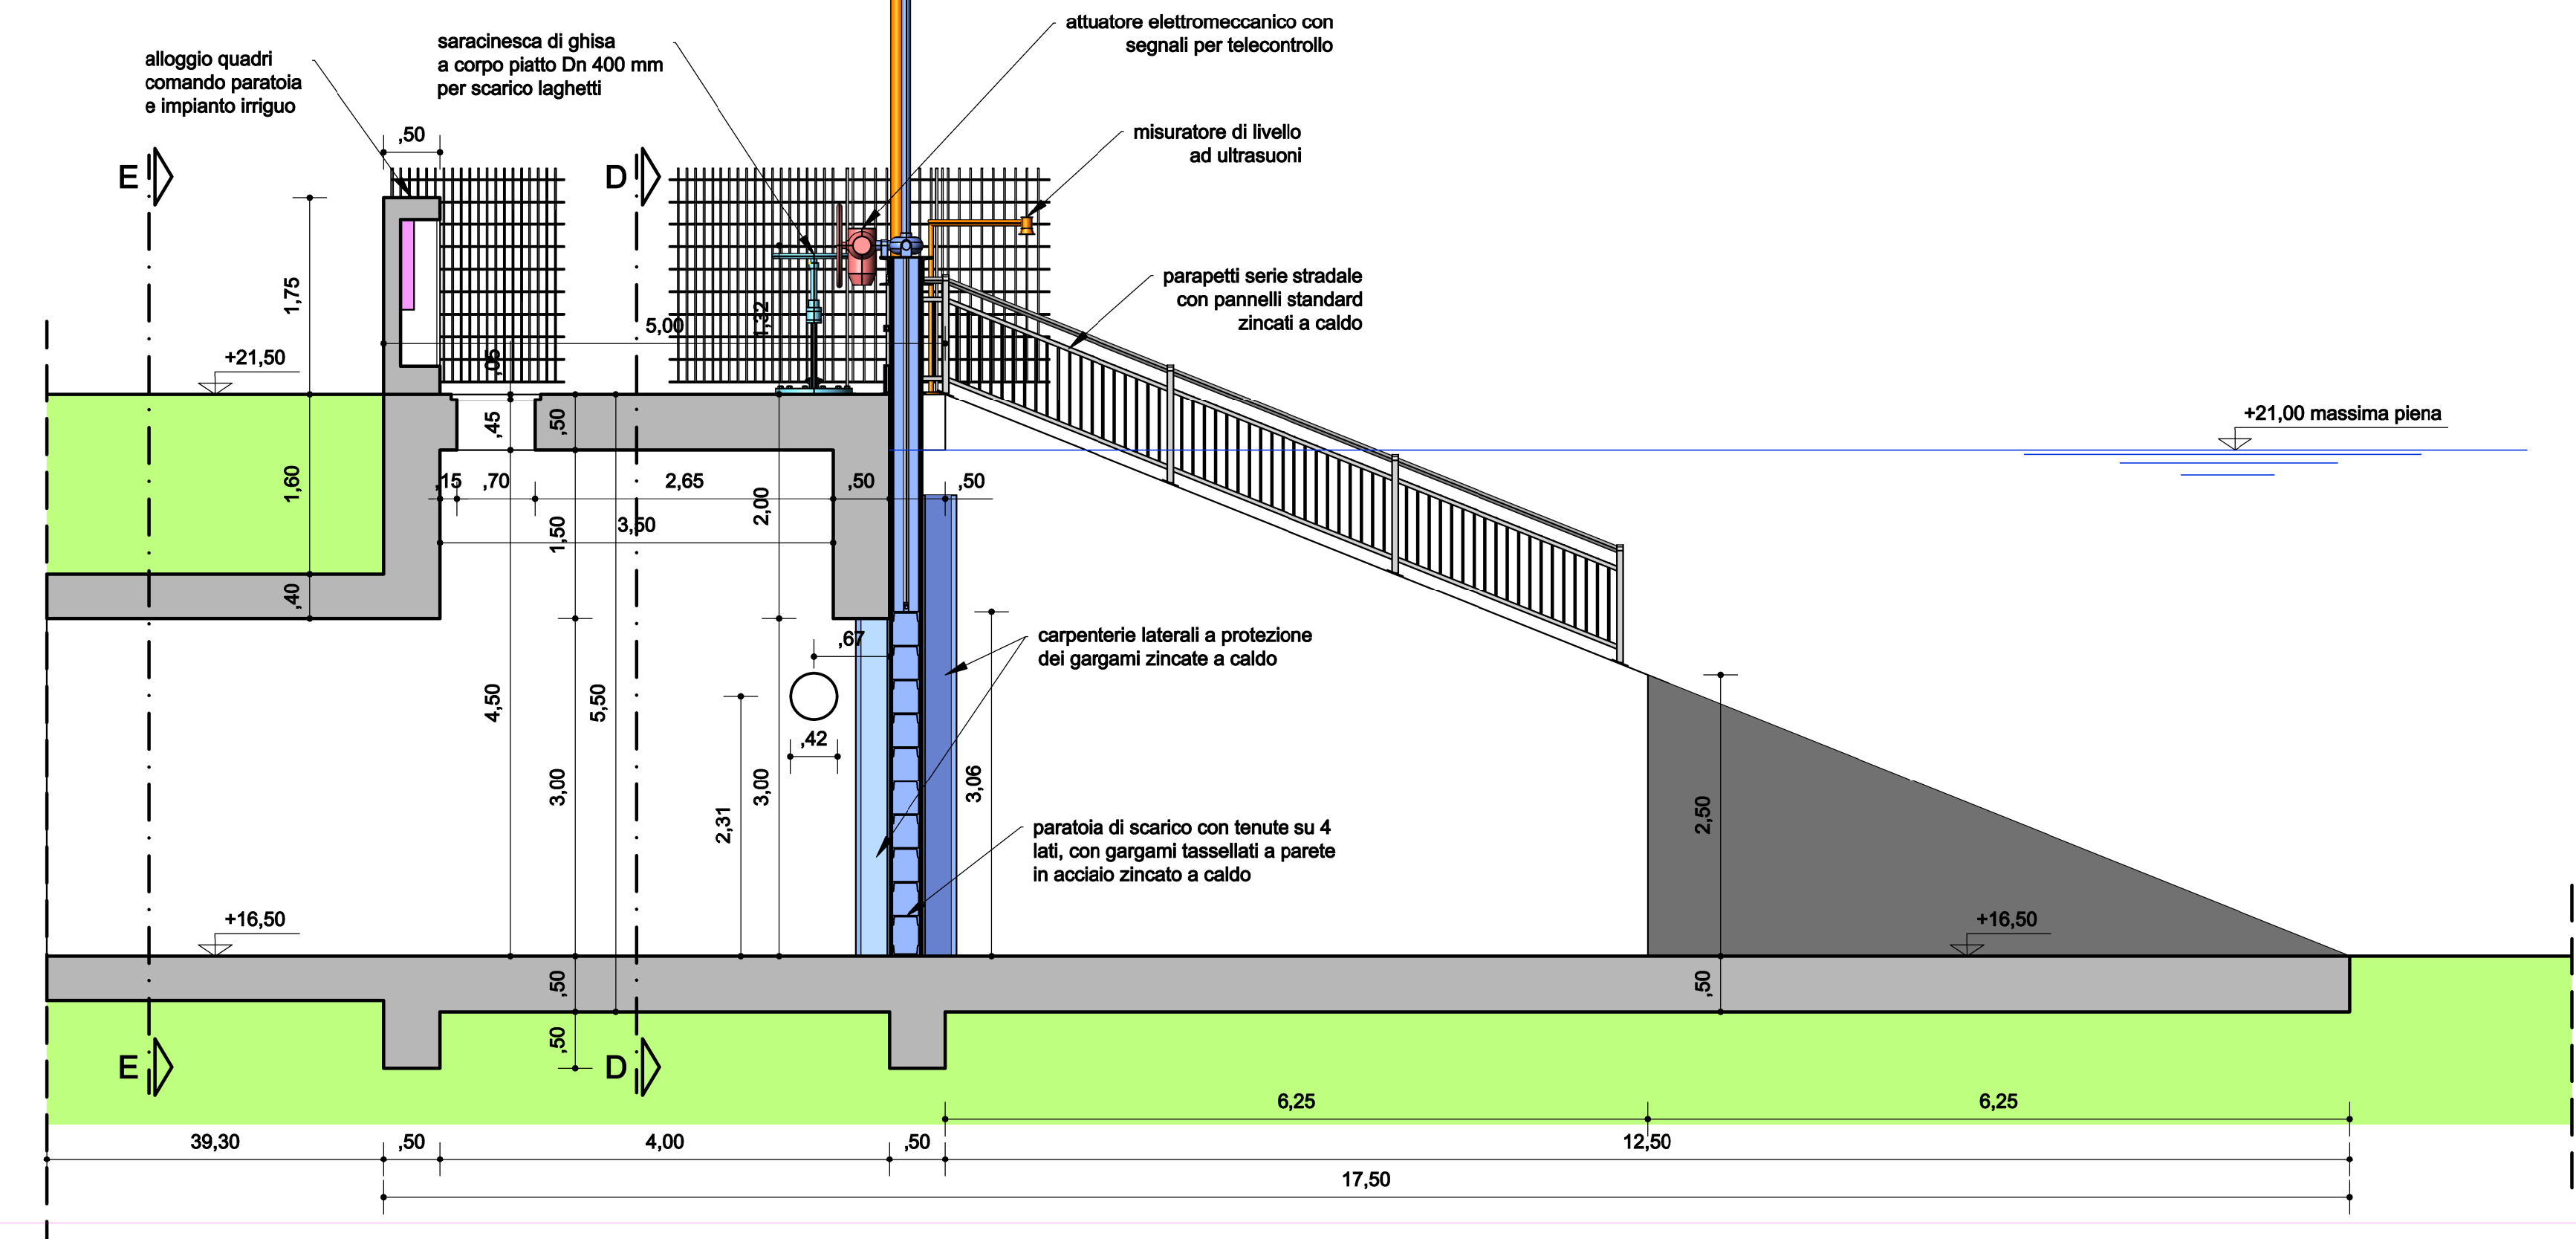 attuatore elettromeccanico con
segnali per telecontrollo
saracinesca di ghisa
a corpo piatto Dn 400 mm
per scarico laghetti
alloggio quadri
comando paratoia
e impianto irriguo
misuratore di livello
ad ultrasuoni
,50
E
D
parapetti serie stradale
con pannelli standard
zincati a caldo
1,75
5,00
1,32
+21,50
,05
+21,00 massima piena
,45
,50
1,60
,15
,70
2,65
,50
,50
2,00
1,50
3,50
,40
carpenterie laterali a protezione
dei gargami zincate a caldo
,67
4,50
5,50
,42
3,00
3,00
3,06
2,31
2,50
paratoia di scarico con tenute su 4
lati, con gargami tassellati a parete
in acciaio zincato a caldo
+16,50
+16,50
,50
,50
,50
E
D
6,25
6,25
39,30
,50
4,00
,50
12,50
17,50